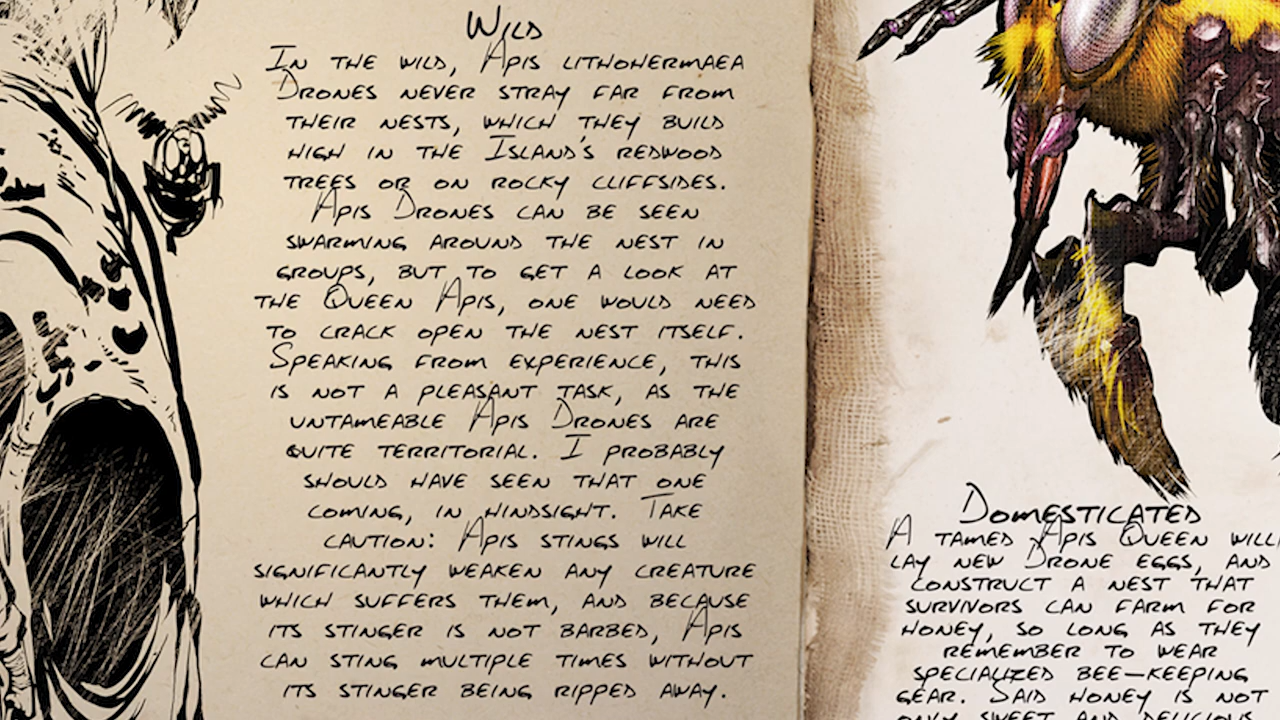 Wild
In the wild, Apis lithohermaea
Drones never stray far from
their nests, which they build
high in the Island's redwood
trees or on rocky cliffsides.
Apis Drones can be seen
swarming around the nest in
groups, but to get a look at
the Queen Apis, one would need
to crack open the nest itself.
Speaking from experience, this
is not a pleasant task, as the
untameable Apis Drones are
quite territorial. I probably
should have seen that one
coming, in hindsight. Take
caution: Apis stings will
significantly weaken any creature
which suffers them, and because
its stinger is not barbed, Apis
can sting multiple times without
its stinger being ripped away.
Domesticated
A tamed Apis Queen will
lay new Drone eggs, and
construct a nest that
survivors can farm for
honey, so long as they
remember to wear
specialized bee-keeping
gear. Said honey is not
only sweet and delicious